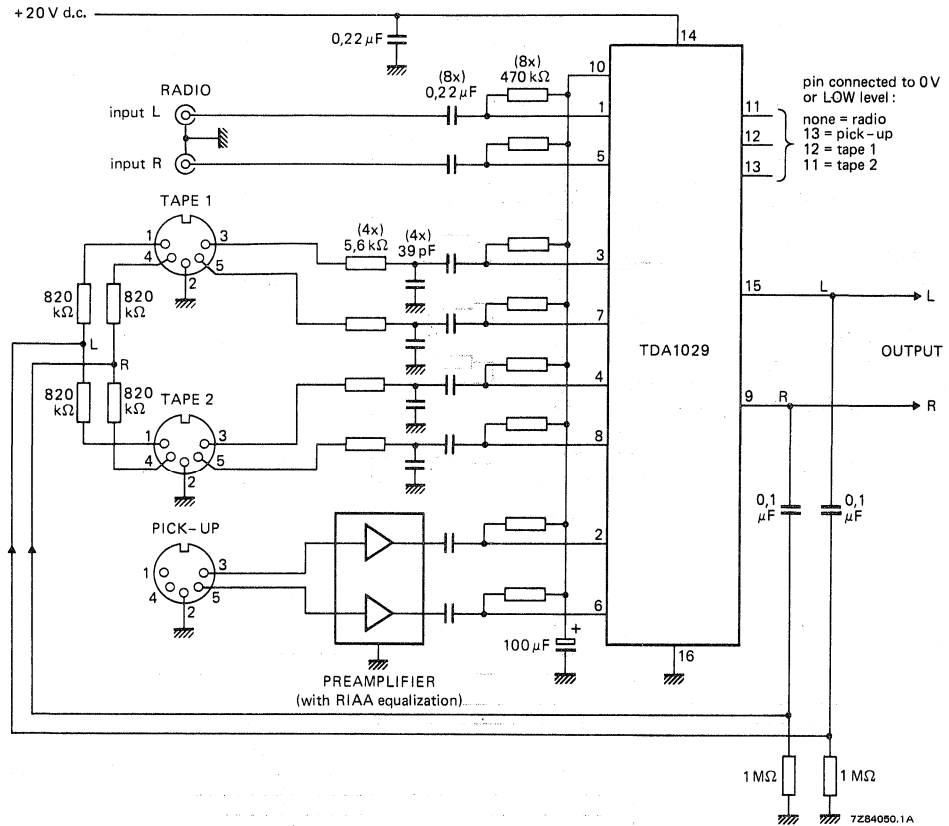 +20 V d.c.
14
0,22 μF
10
(8x)
0,22 μF
(8x)
470 kΩ
RADIO
input L
1
input R
5
11
12
13
pin connected to 0V
or LOW level :
none = radio
13 = pick-up
12 = tape 1
11 = tape 2
TAPE 1
1
3
4
5
2
(4x)
5,6 kΩ
(4x)
39 pF
3
820
kΩ
820
kΩ
7
L
R
TDA1029
15
L
L
OUTPUT
9
R
R
820
kΩ
820
kΩ
TAPE 2
1
3
4
5
2
4
8
PICK-UP
1
3
4
5
2
2
6
0,1
μF
0,1
μF
100 μF
+
16
PREAMPLIFIER
(with RIAA equalization)
1 MΩ
1 MΩ
7Z84050.1A